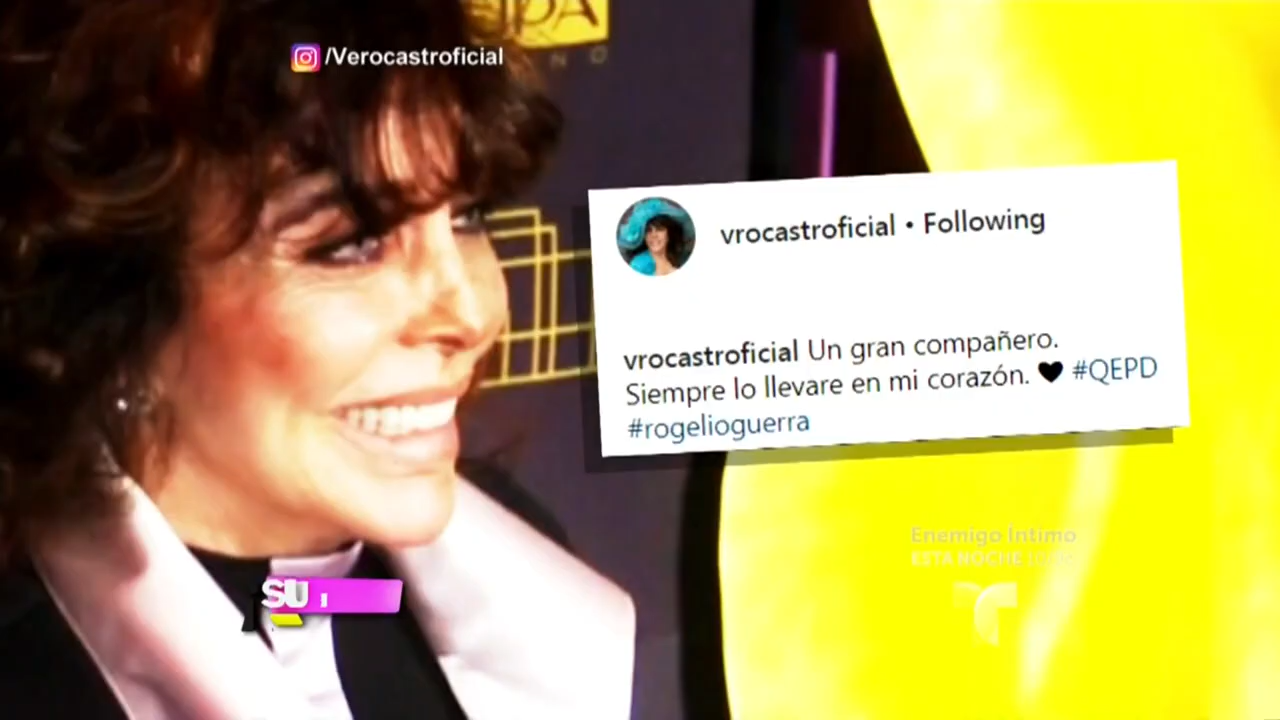 /Verocastroficial
vrocastroficial • Following
vrocastroficial Un gran compañero.
Siempre lo llevare en mi corazón. 🖤 #QEPD
#rogelioguerra
SU
Enemigo Íntimo
ESTA NOCHE